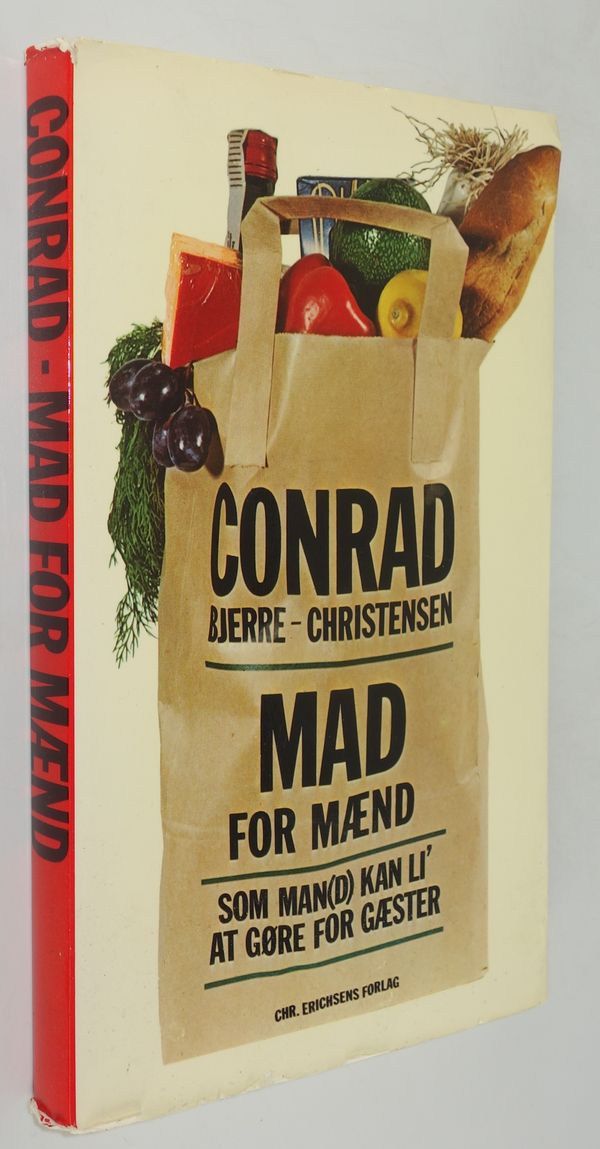 CONRAD - MAD FOR MÆND
CONRAD
BJERRE - CHRISTENSEN
MAD
FOR MÆND
SOM MAN(D) KAN LI'
AT GØRE FOR GÆSTER
CHR. ERICHSENS FORLAG